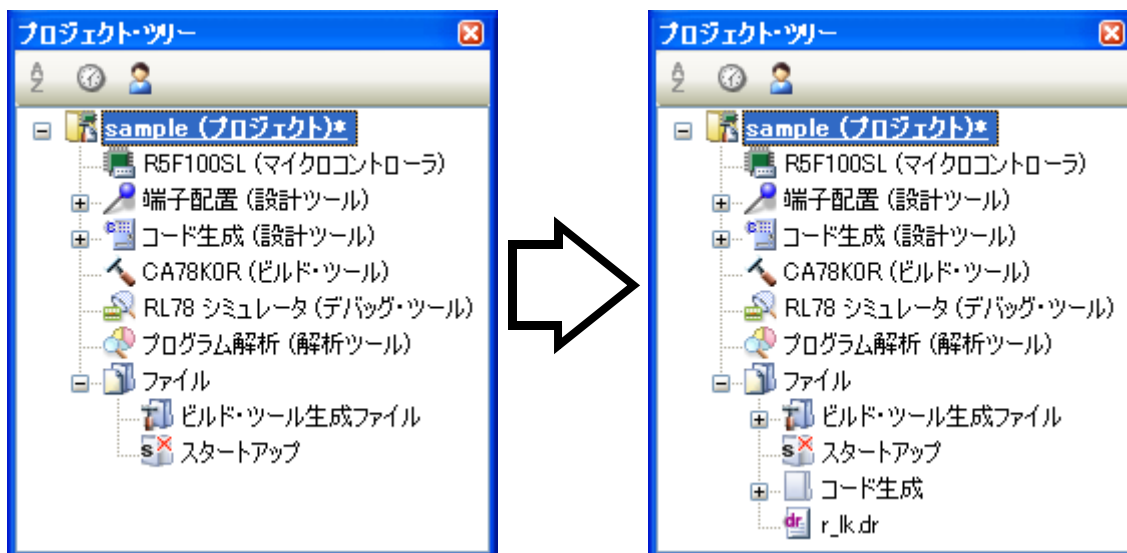 プロジェクト・ツリー
sample (プロジェクト)*
R5F100SL (マイクロコントローラ)
端子配置 (設計ツール)
コード生成 (設計ツール)
CA78K0R (ビルド・ツール)
RL78 シミュレータ (デバッグ・ツール)
プログラム解析 (解析ツール)
ファイル
ビルド・ツール生成ファイル
スタートアップ
プロジェクト・ツリー
sample (プロジェクト)*
R5F100SL (マイクロコントローラ)
端子配置 (設計ツール)
コード生成 (設計ツール)
CA78K0R (ビルド・ツール)
RL78 シミュレータ (デバッグ・ツール)
プログラム解析 (解析ツール)
ファイル
ビルド・ツール生成ファイル
スタートアップ
コード生成
r_lk.dr